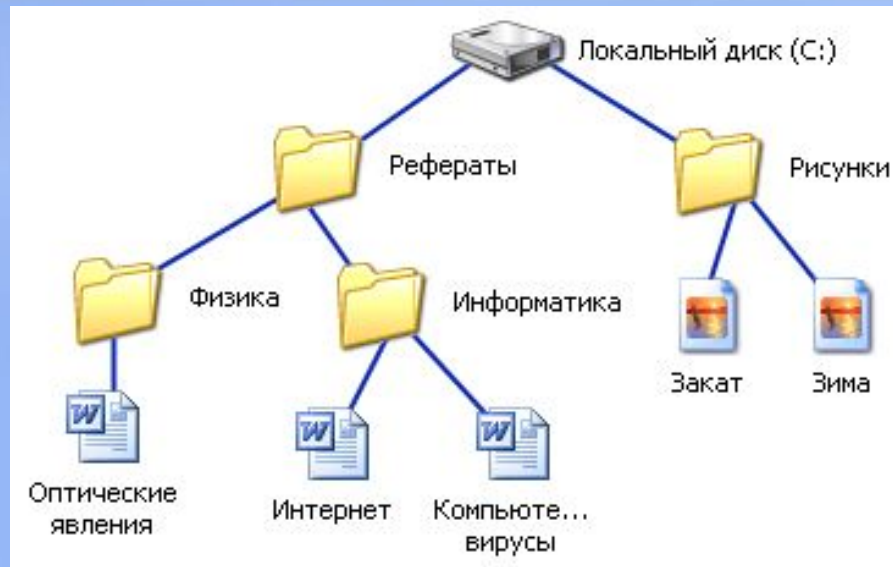 Локальный диск (C:)
Рефераты
Рисунки
Физика
Информатика
Закат
Зима
Оптические
явления
Интернет
Компьюте...
вирусы